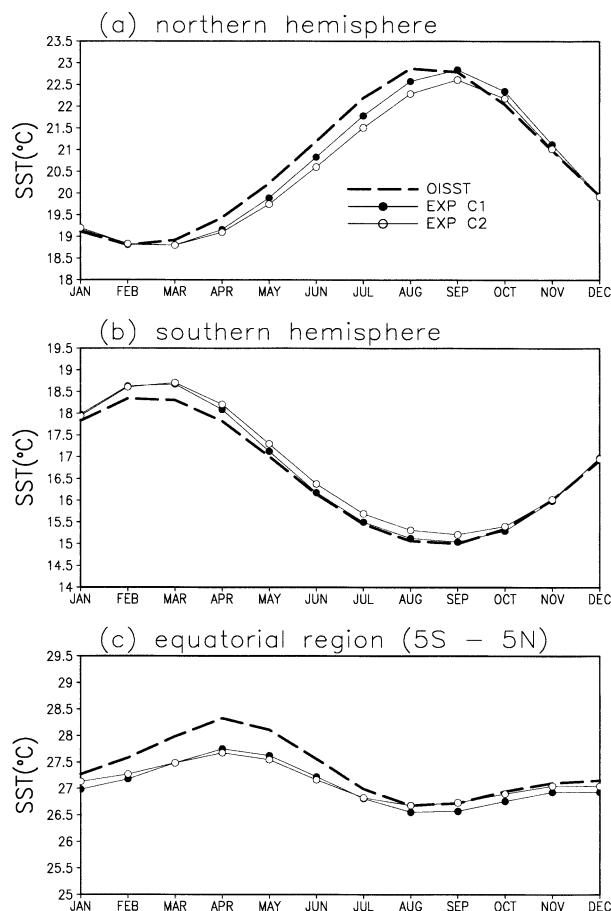 (a) northern hemisphere
SST(°C)
23.5
23
22.5
22
21.5
21
20.5
20
19.5
19
18.5
18
OISST
EXP C1
EXP C2
JAN FEB MAR APR MAY JUN JUL AUG SEP OCT NOV DEC
(b) southern hemisphere
SST(°C)
19.5
19
18.5
18
17.5
17
16.5
16
15.5
15
14.5
14
JAN FEB MAR APR MAY JUN JUL AUG SEP OCT NOV DEC
(c) equatorial region (5S – 5N)
SST(°C)
29.5
29
28.5
28
27.5
27
26.5
26
25.5
25
JAN FEB MAR APR MAY JUN JUL AUG SEP OCT NOV DEC